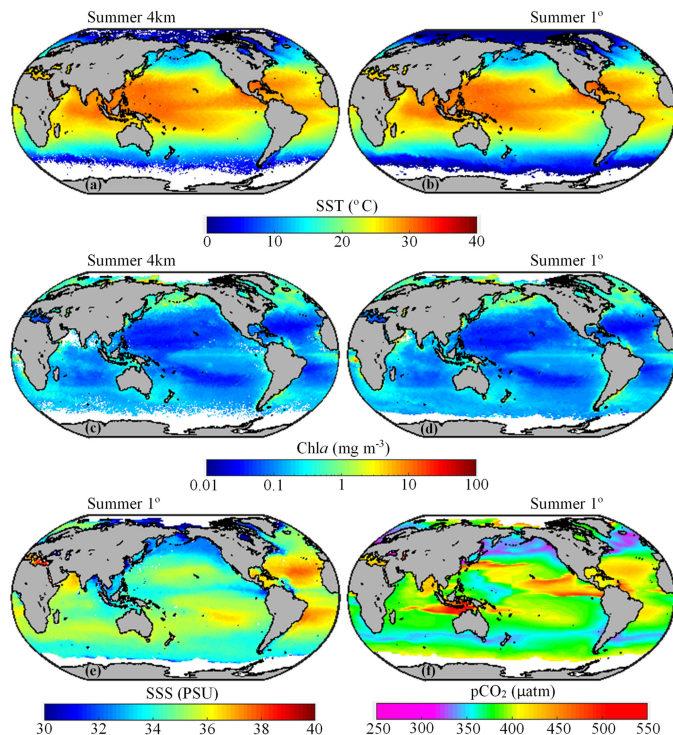 Summer 4km Summer 1°
(a) (b)
SST (° C)
0 10 20 30 40
Summer 4km Summer 1°
(c) (d)
Chla (mg m⁻³)
0.01 0.1 1 10 100
Summer 1° Summer 1°
(e) (f)
SSS (PSU) pCO₂ (µatm)
30 32 34 36 38 40 250 300 350 400 450 500 550